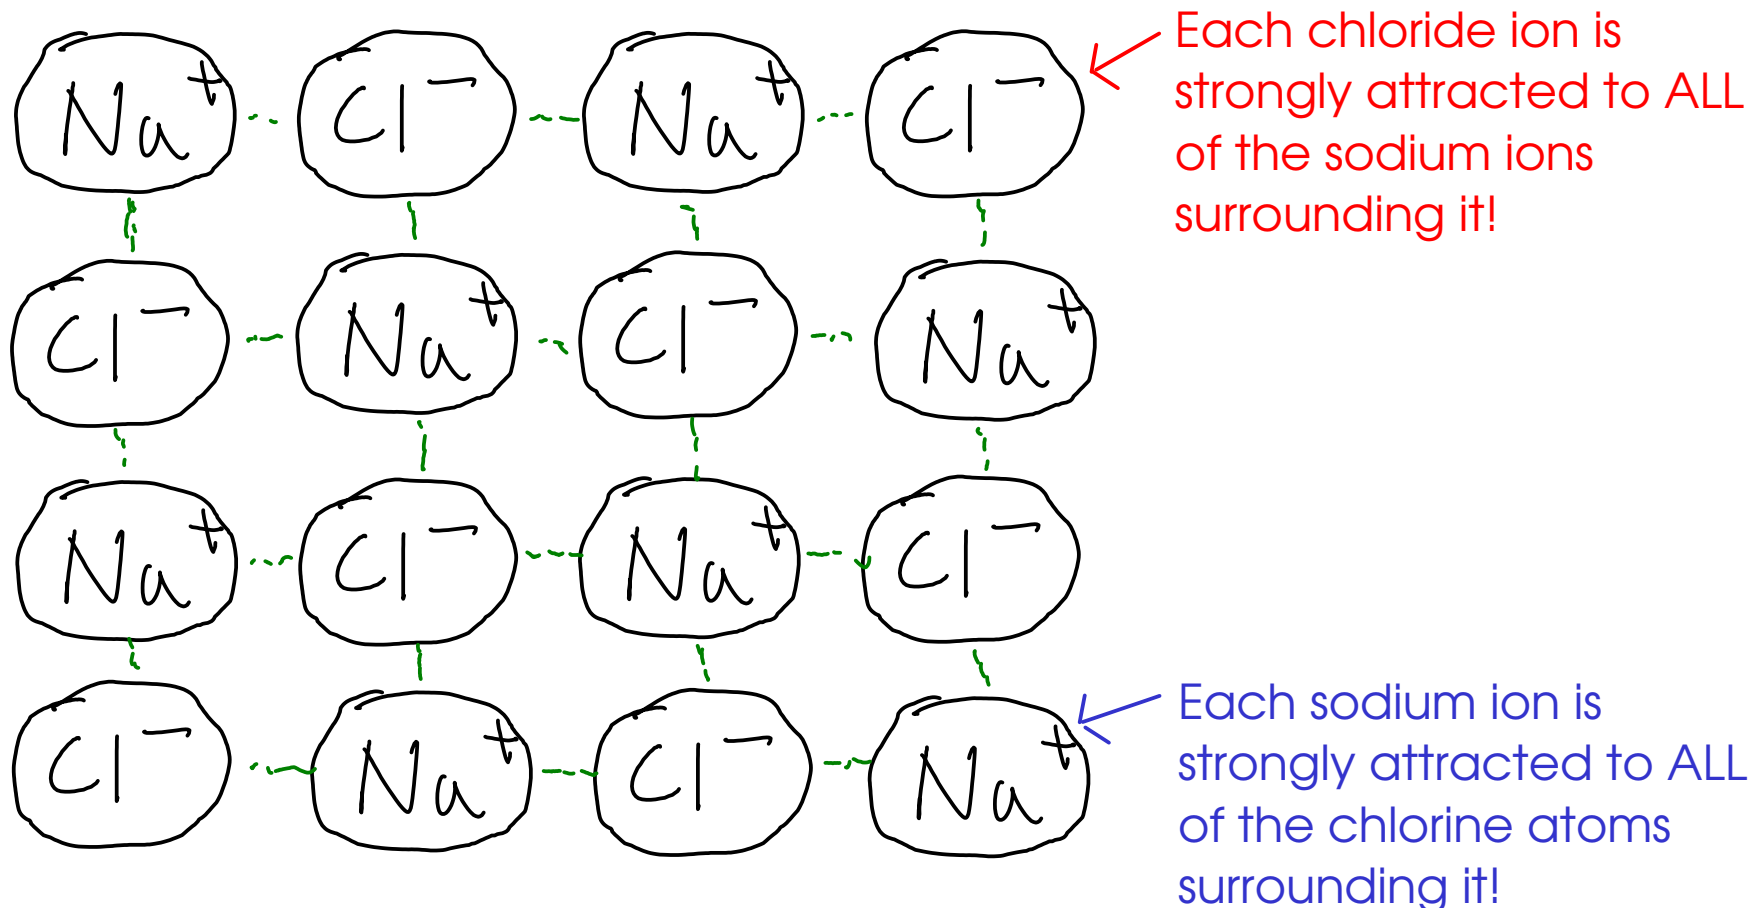 Na+ Cl− Na+ Cl−
Each chloride ion is
strongly attracted to ALL
of the sodium ions
surrounding it!
Cl− Na+ Cl− Na+
Na+ Cl− Na+ Cl−
Cl− Na+ Cl− Na+
Each sodium ion is
strongly attracted to ALL
of the chlorine atoms
surrounding it!